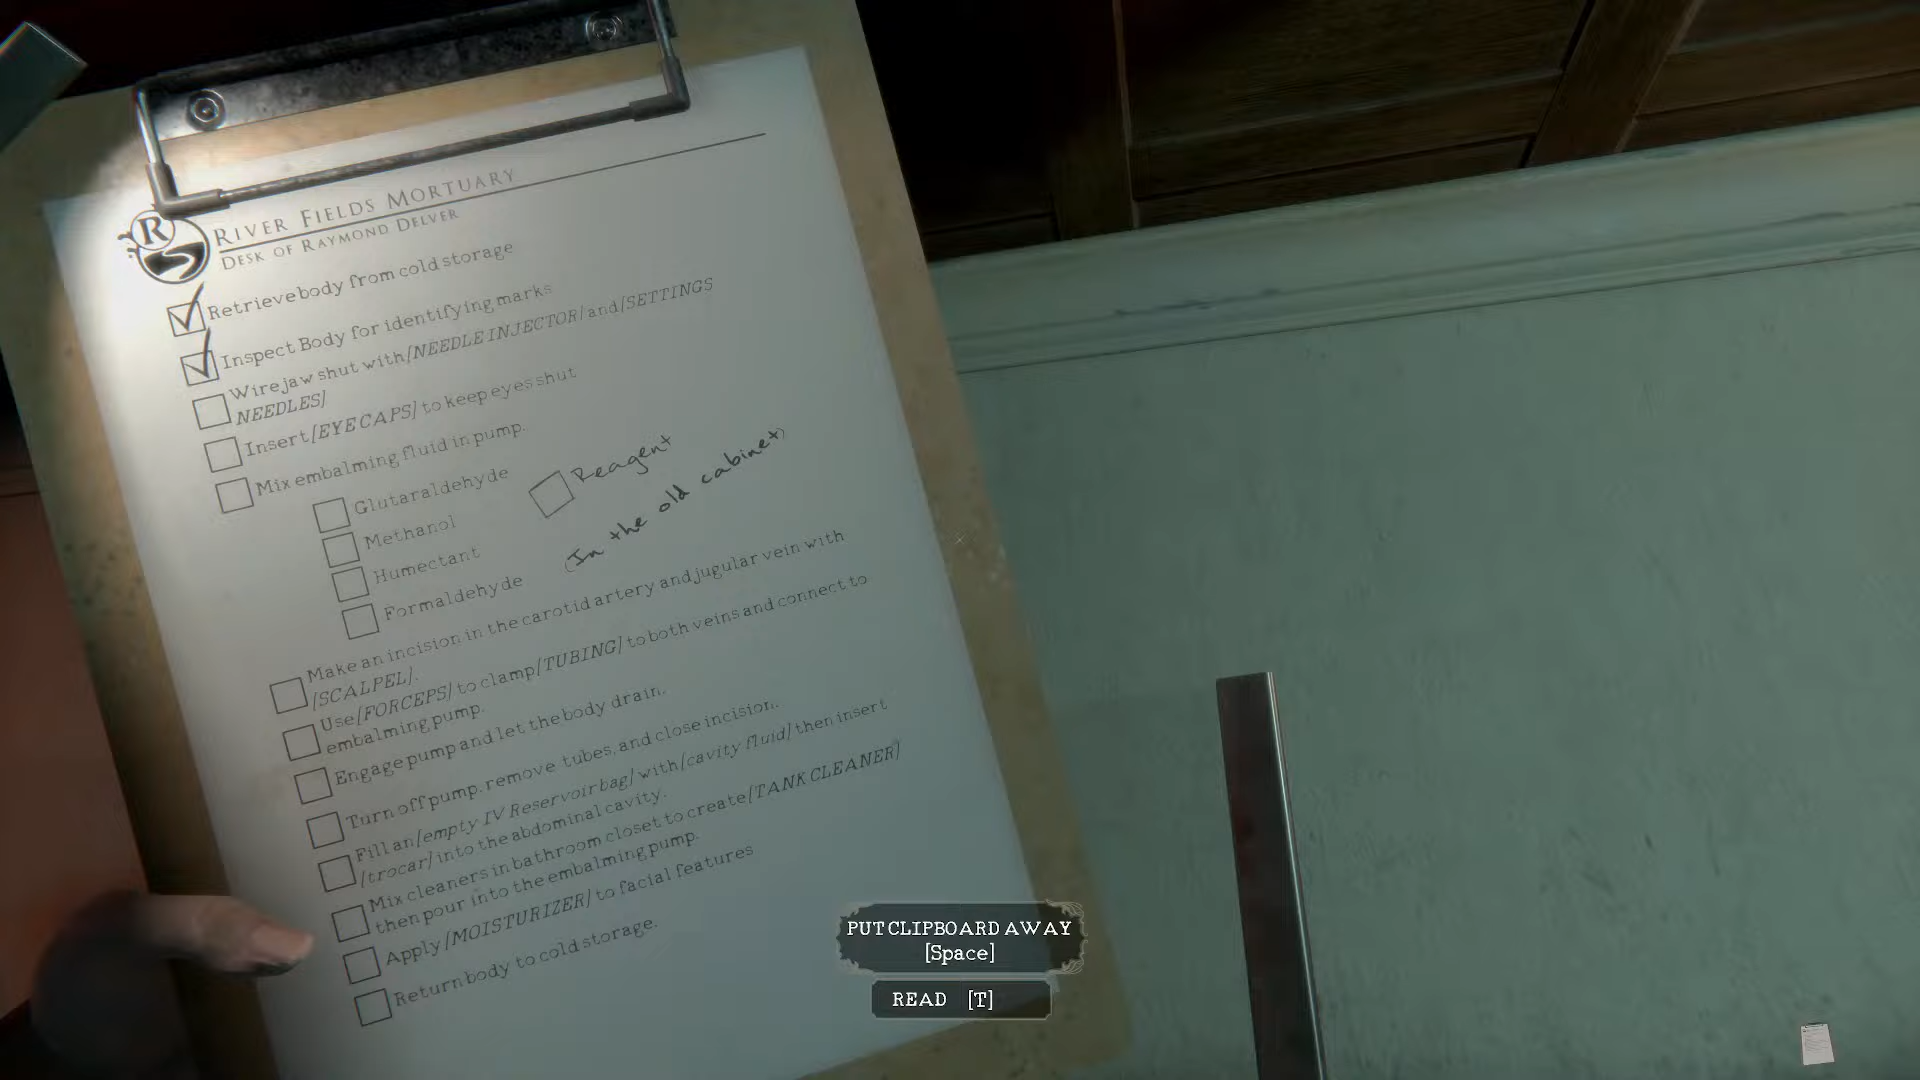 R
RIVER FIELDS MORTUARY
DESK OF RAYMOND DELVER
Retrieve body from cold storage
Inspect Body for identifying marks
Wire jaw shut with [NEEDLE INJECTOR] and [SETTINGS
NEEDLES]
Insert [EYE CAPS] to keep eyes shut
Mix embalming fluid in pump.
Glutaraldehyde
Reagent
Methanol
(In the old cabinet)
Humectant
Formaldehyde
Make an incision in the carotid artery and jugular vein with
[SCALPEL].
Use [FORCEPS] to clamp [TUBING] to both veins and connect to
embalming pump.
Engage pump and let the body drain.
Turn off pump, remove tubes, and close incision.
Fill an [empty IV Reservoir bag] with [cavity fluid] then insert
[trocar] into the abdominal cavity.
Mix cleaners in bathroom closet to create [TANK CLEANER]
then pour into the embalming pump.
Apply [MOISTURIZER] to facial features
Return body to cold storage.
PUT CLIPBOARD AWAY
[Space]
READ [T]